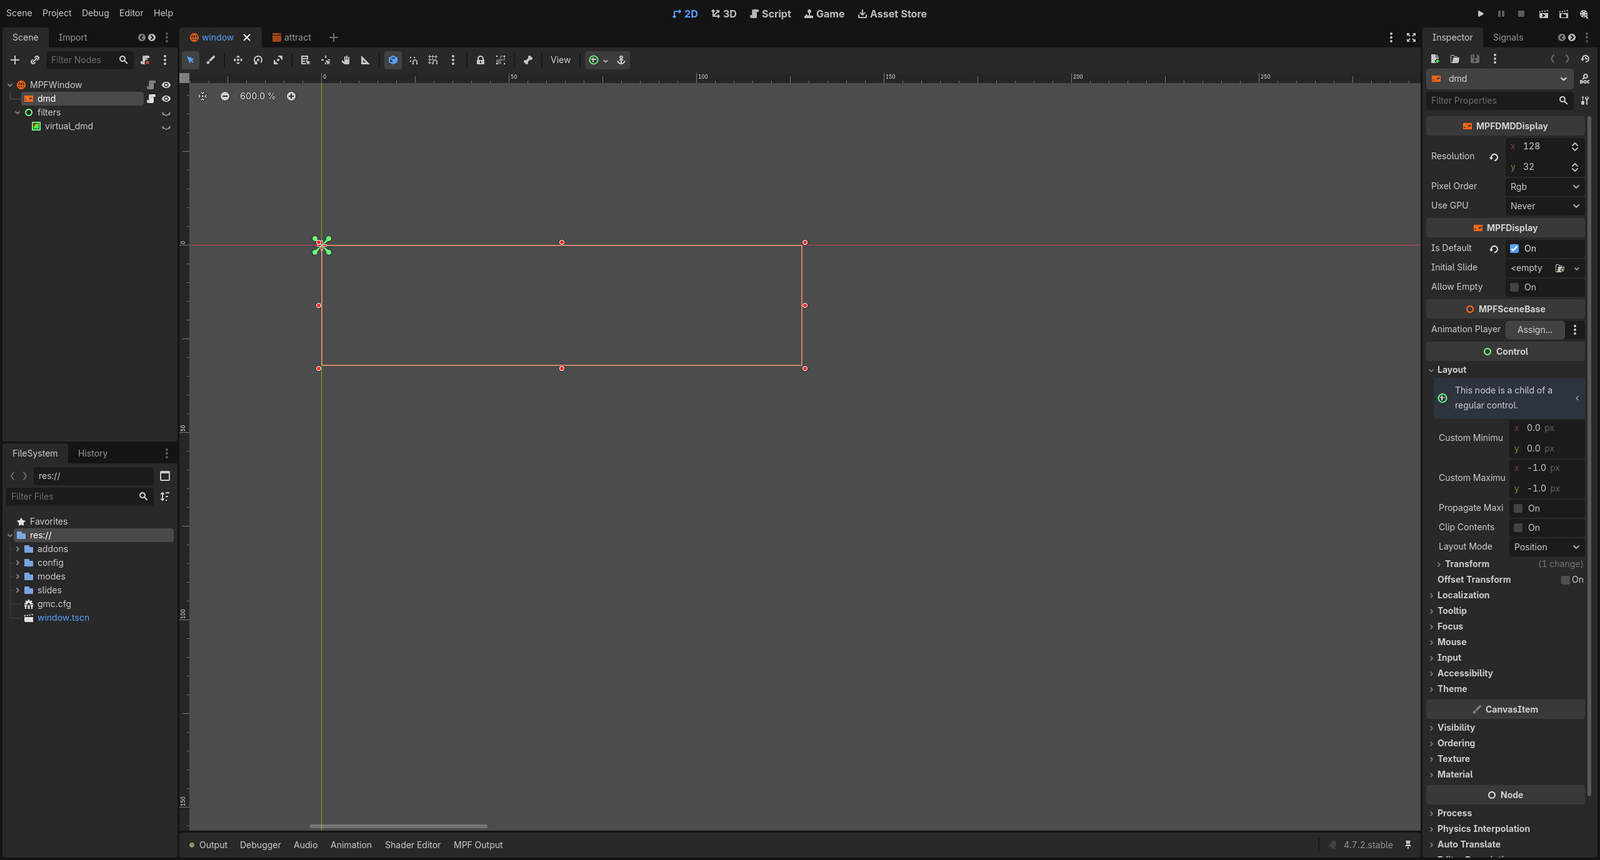 Scene Project Debug Editor Help
2D 3D Script Game Asset Store
Scene Import
window attract
Inspector Signals
Filter Nodes
View
MPFWindow
dmd
filters
virtual_dmd
0 50 100 150 200 250
600.0 %
0
50
100
150
dmd
Filter Properties
MPFDMDDisplay
Resolution x 128
y 32
Pixel Order Rgb
Use GPU Never
MPFDisplay
Is Default On
Initial Slide <empty
Allow Empty On
MPFSceneBase
Animation Player Assign...
Control
Layout
This node is a child of a
regular control.
Custom Minimu x 0.0 px
y 0.0 px
Custom Maximu x -1.0 px
y -1.0 px
Propagate Maxi On
Clip Contents On
Layout Mode Position
Transform (1 change)
Offset Transform On
Localization
Tooltip
Focus
Mouse
Input
Accessibility
Theme
CanvasItem
Visibility
Ordering
Texture
Material
Node
Process
Physics Interpolation
Auto Translate
FileSystem History
res://
Filter Files
Favorites
res://
addons
config
modes
slides
gmc.cfg
window.tscn
Output Debugger Audio Animation Shader Editor MPF Output
4.7.2.stable